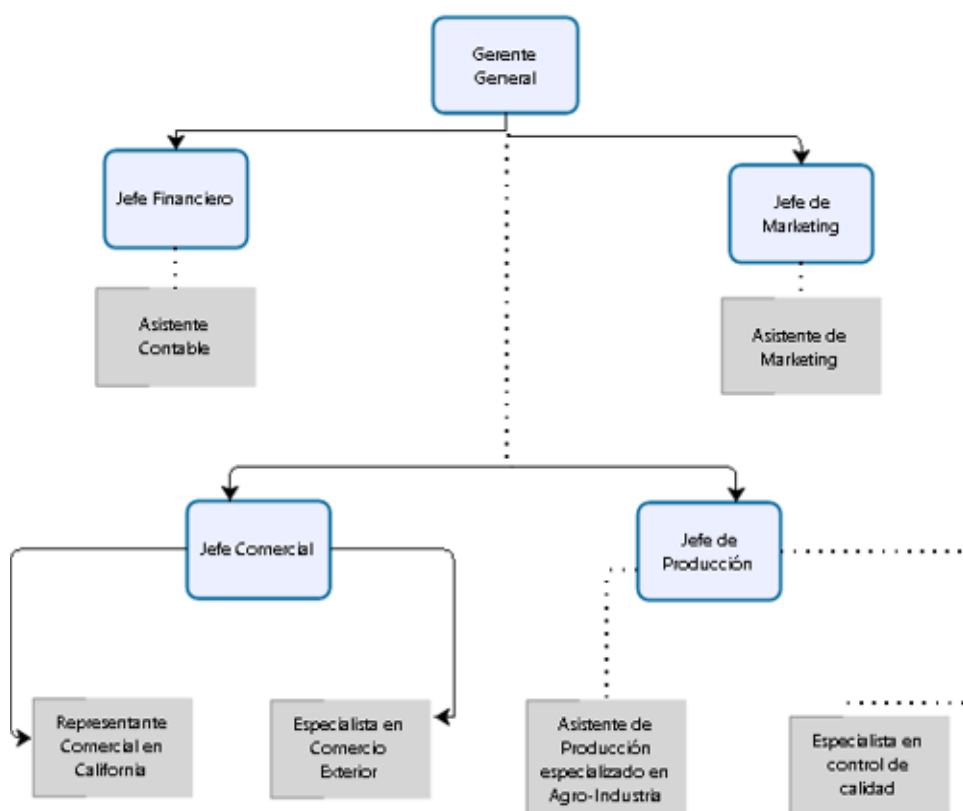 Gerente
General
Jefe Financiero
Jefe de
Marketing
Asistente
Contable
Asistente de
Marketing
Jefe Comercial
Jefe de
Producción
Representante
Comercial en
California
Especialista en
Comercio
Exterior
Asistente de
Producción
especializado en
Agro-Industria
Especialista en
control de
calidad